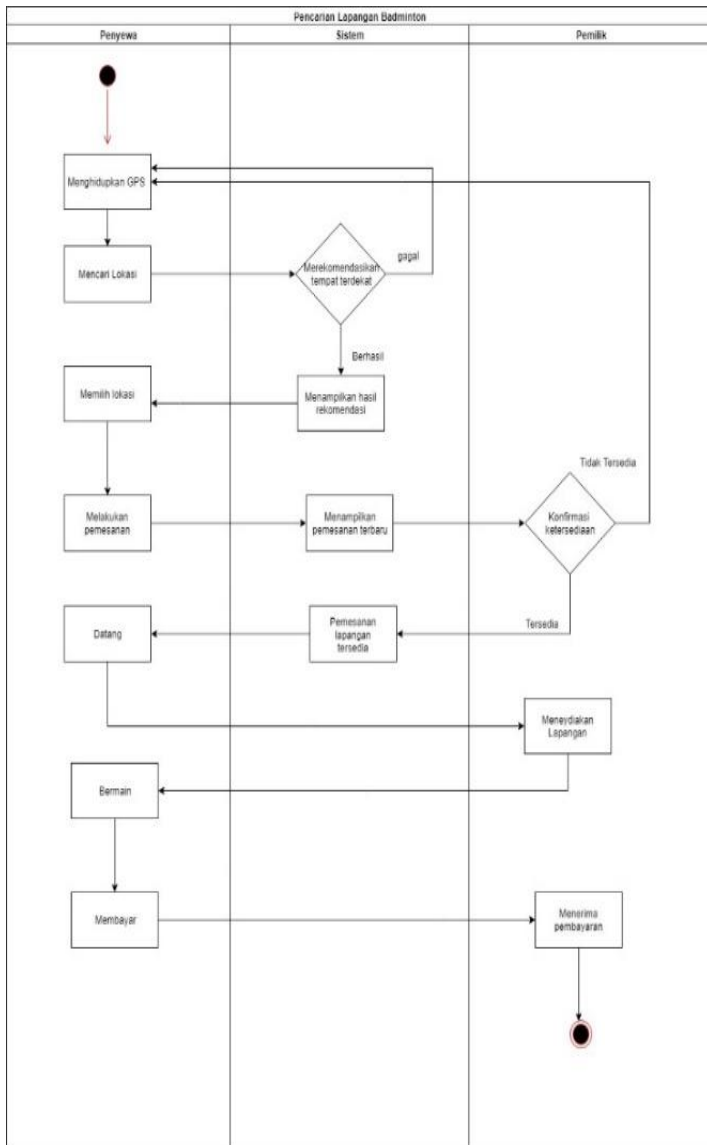 Pencarian Lapangan Badminton
Penyewa
Sistem
Pemilik
Menghidupkan GPS
Mencari Lokasi
Merekomendasikan
tempat terdekat
gagal
Berhasil
Memilih lokasi
Menampilkan hasil
rekomendasi
Tidak Tersedia
Melakukan
pemesanan
Menampilkan
pemesanan terbaru
Konfirmasi
ketersediaan
Tersedia
Datang
Pemesanan
lapangan
tersedia
Meneydiakan
Lapangan
Bermain
Membayar
Menerima
pembayaran